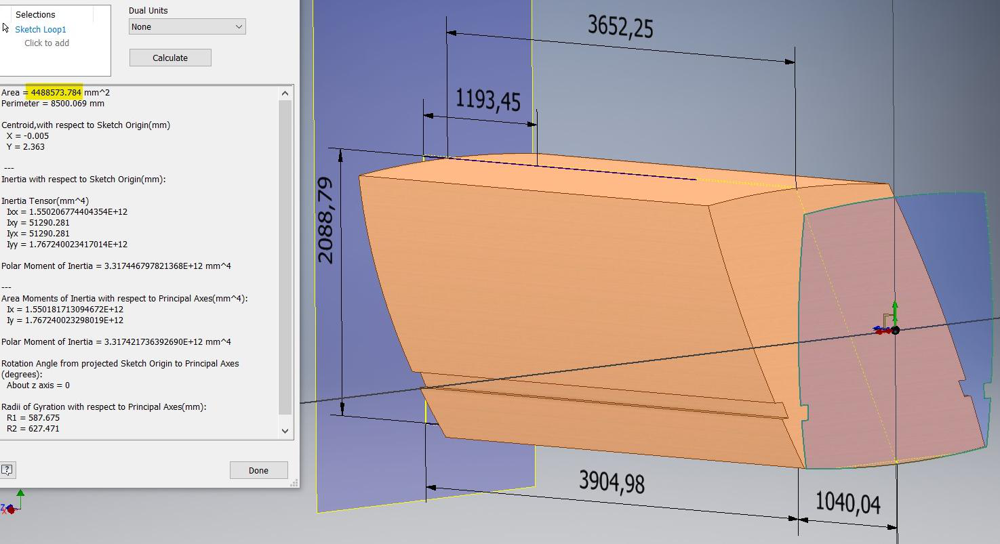 Selections
Sketch Loop1
Click to add
Dual Units
None
Calculate
Area = 4488573.784 mm^2
Perimeter = 8500.069 mm
Centroid,with respect to Sketch Origin(mm)
X = -0.005
Y = 2.363
---
Inertia with respect to Sketch Origin(mm):
Inertia Tensor(mm^4)
Ixx = 1.550206774404354E+12
Ixy = 51290.281
Iyx = 51290.281
Iyy = 1.767240023417014E+12
Polar Moment of Inertia = 3.317446797821368E+12 mm^4
---
Area Moments of Inertia with respect to Principal Axes(mm^4):
Ix = 1.550181713094672E+12
Iy = 1.767240023298019E+12
Polar Moment of Inertia = 3.317421736392690E+12 mm^4
Rotation Angle from projected Sketch Origin to Principal Axes
(degrees):
About z axis = 0
Radii of Gyration with respect to Principal Axes(mm):
R1 = 587.675
R2 = 627.471
?
Done
Z
X
3652,25
1193,45
2088,79
3904,98
1040,04